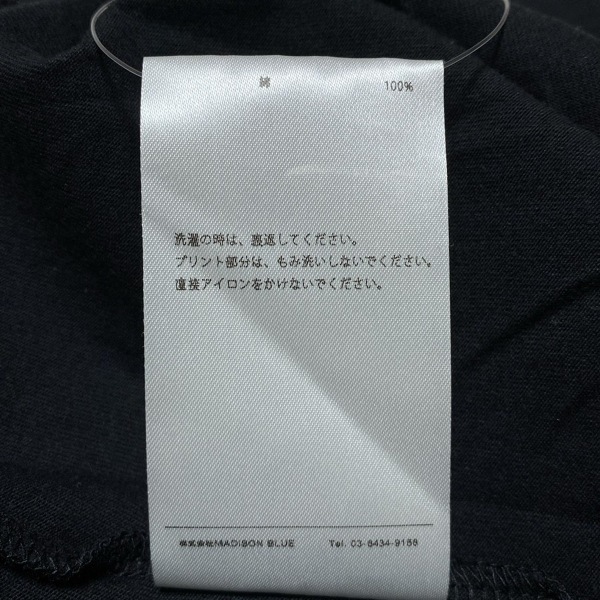 綿 100%
洗濯の時は、裏返してください。
プリント部分は、もみ洗いしないでください。
直接アイロンをかけないでください。
株式会社MADISON BLUE Tel. 03-6434-9188